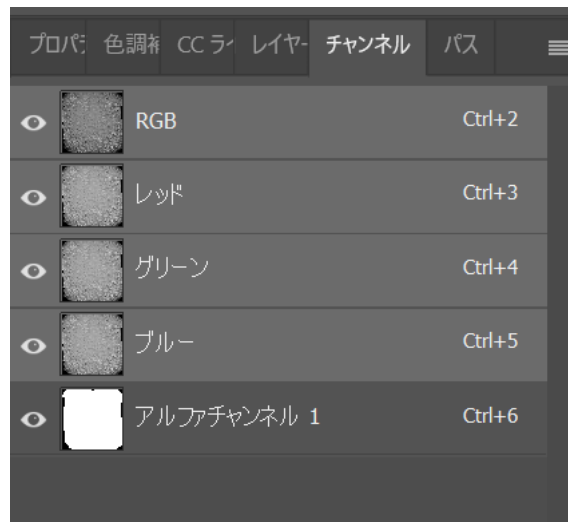 プロパ 色調補 CC ラ レイヤー チャンネル パス
RGB Ctrl+2
レッド Ctrl+3
グリーン Ctrl+4
ブルー Ctrl+5
アルファチャンネル 1 Ctrl+6